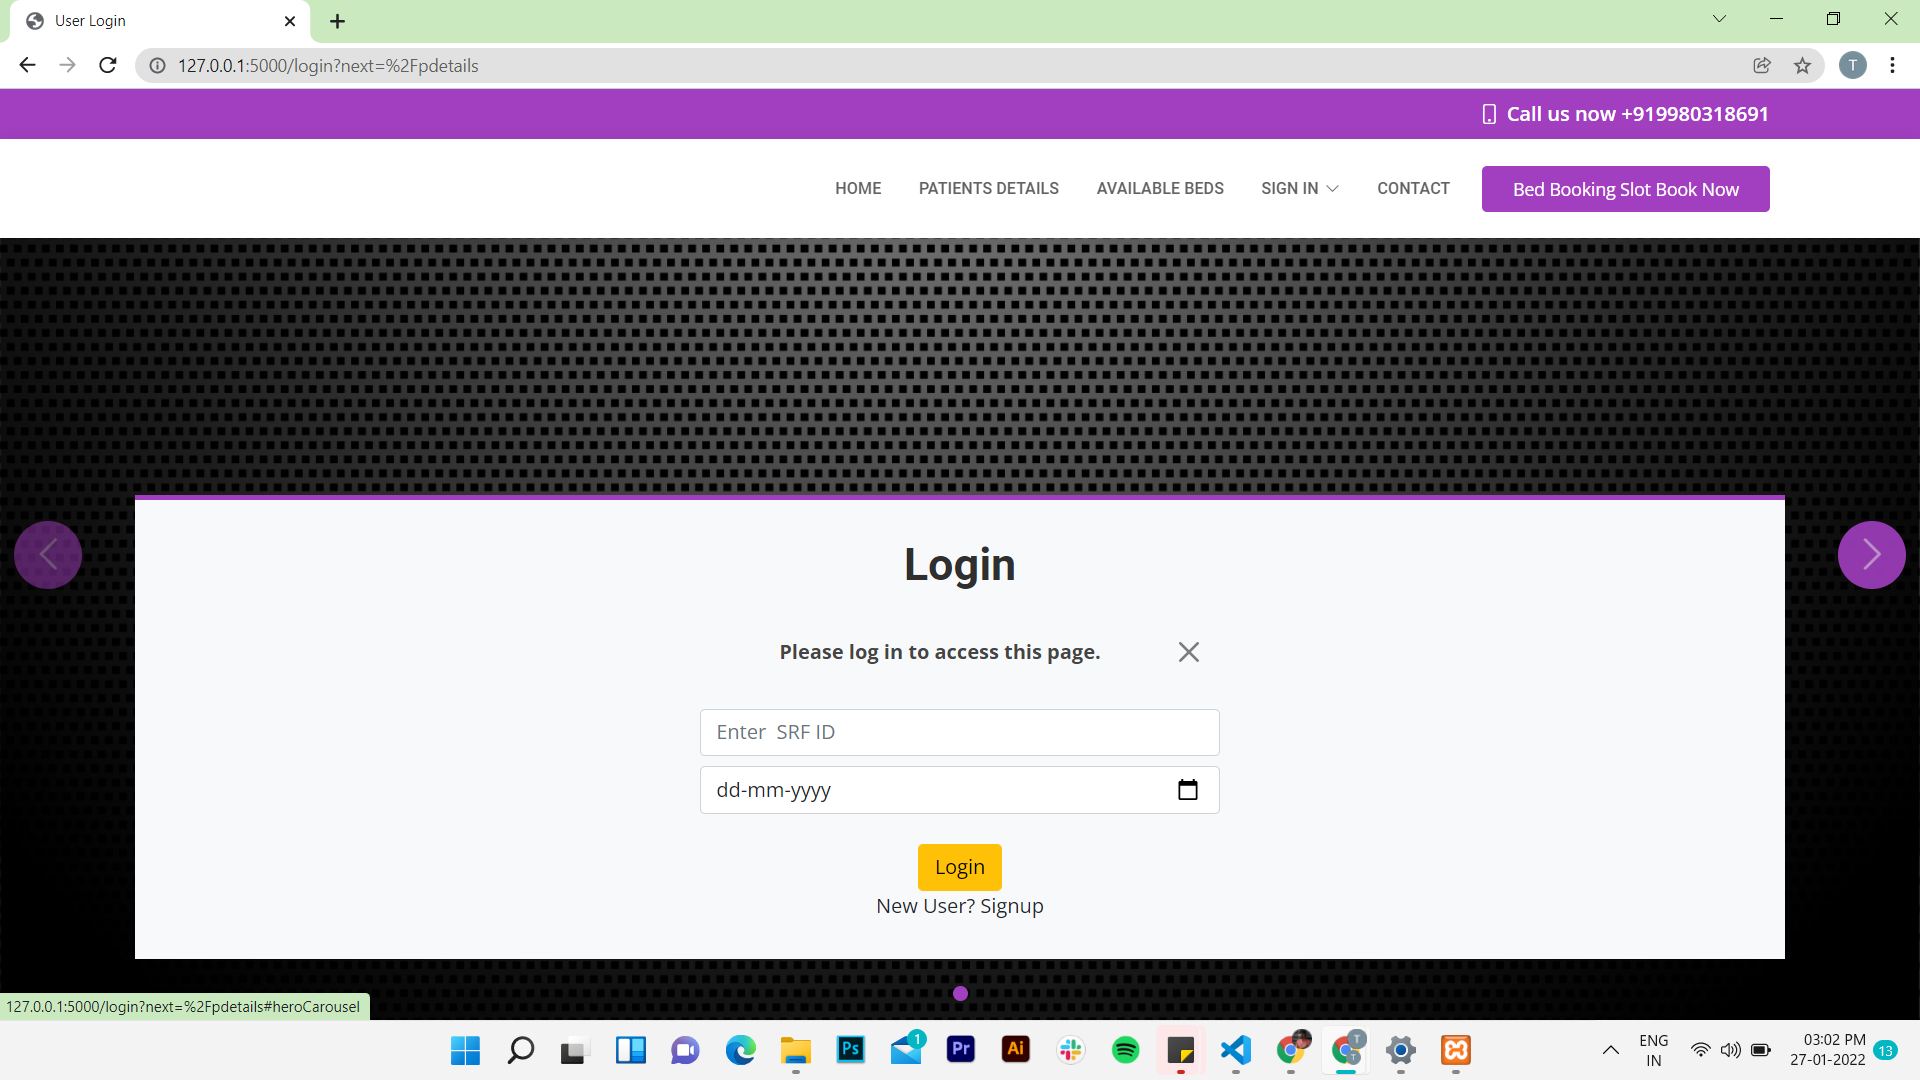 User Login
127.0.0.1:5000/login?next=%2Fpdetails
T
Call us now +919980318691
HOME
PATIENTS DETAILS
AVAILABLE BEDS
SIGN IN
CONTACT
Bed Booking Slot Book Now
Login
Please log in to access this page.
Enter  SRF ID
dd-mm-yyyy
Login
New User? Signup
127.0.0.1:5000/login?next=%2Fpdetails#heroCarousel
Ps
1
Pr
Ai
T
T
ENG
IN
03:02 PM
27-01-2022
13